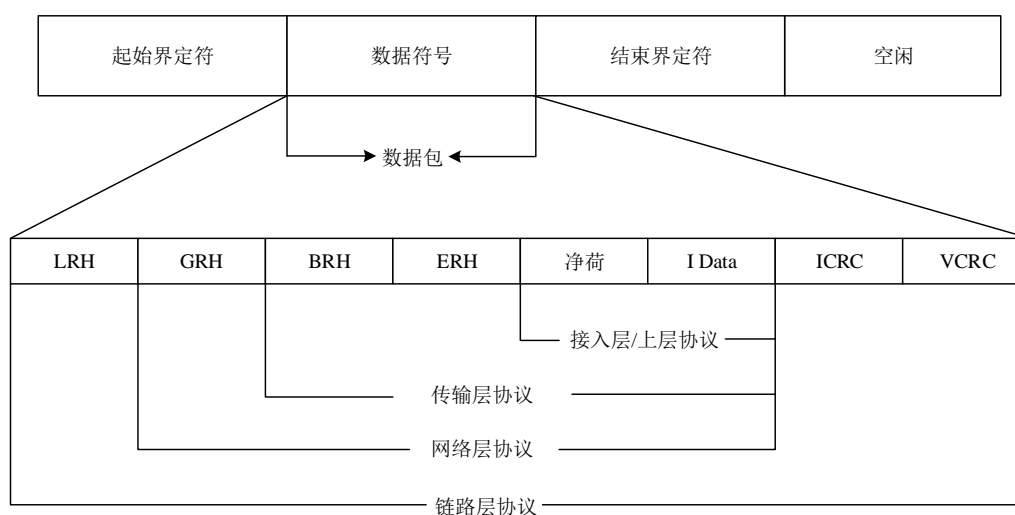 起始界定符 数据符号 结束界定符 空闲
数据包
LRH GRH BRH ERH 净荷 I Data ICRC VCRC
接入层/上层协议
传输层协议
网络层协议
链路层协议